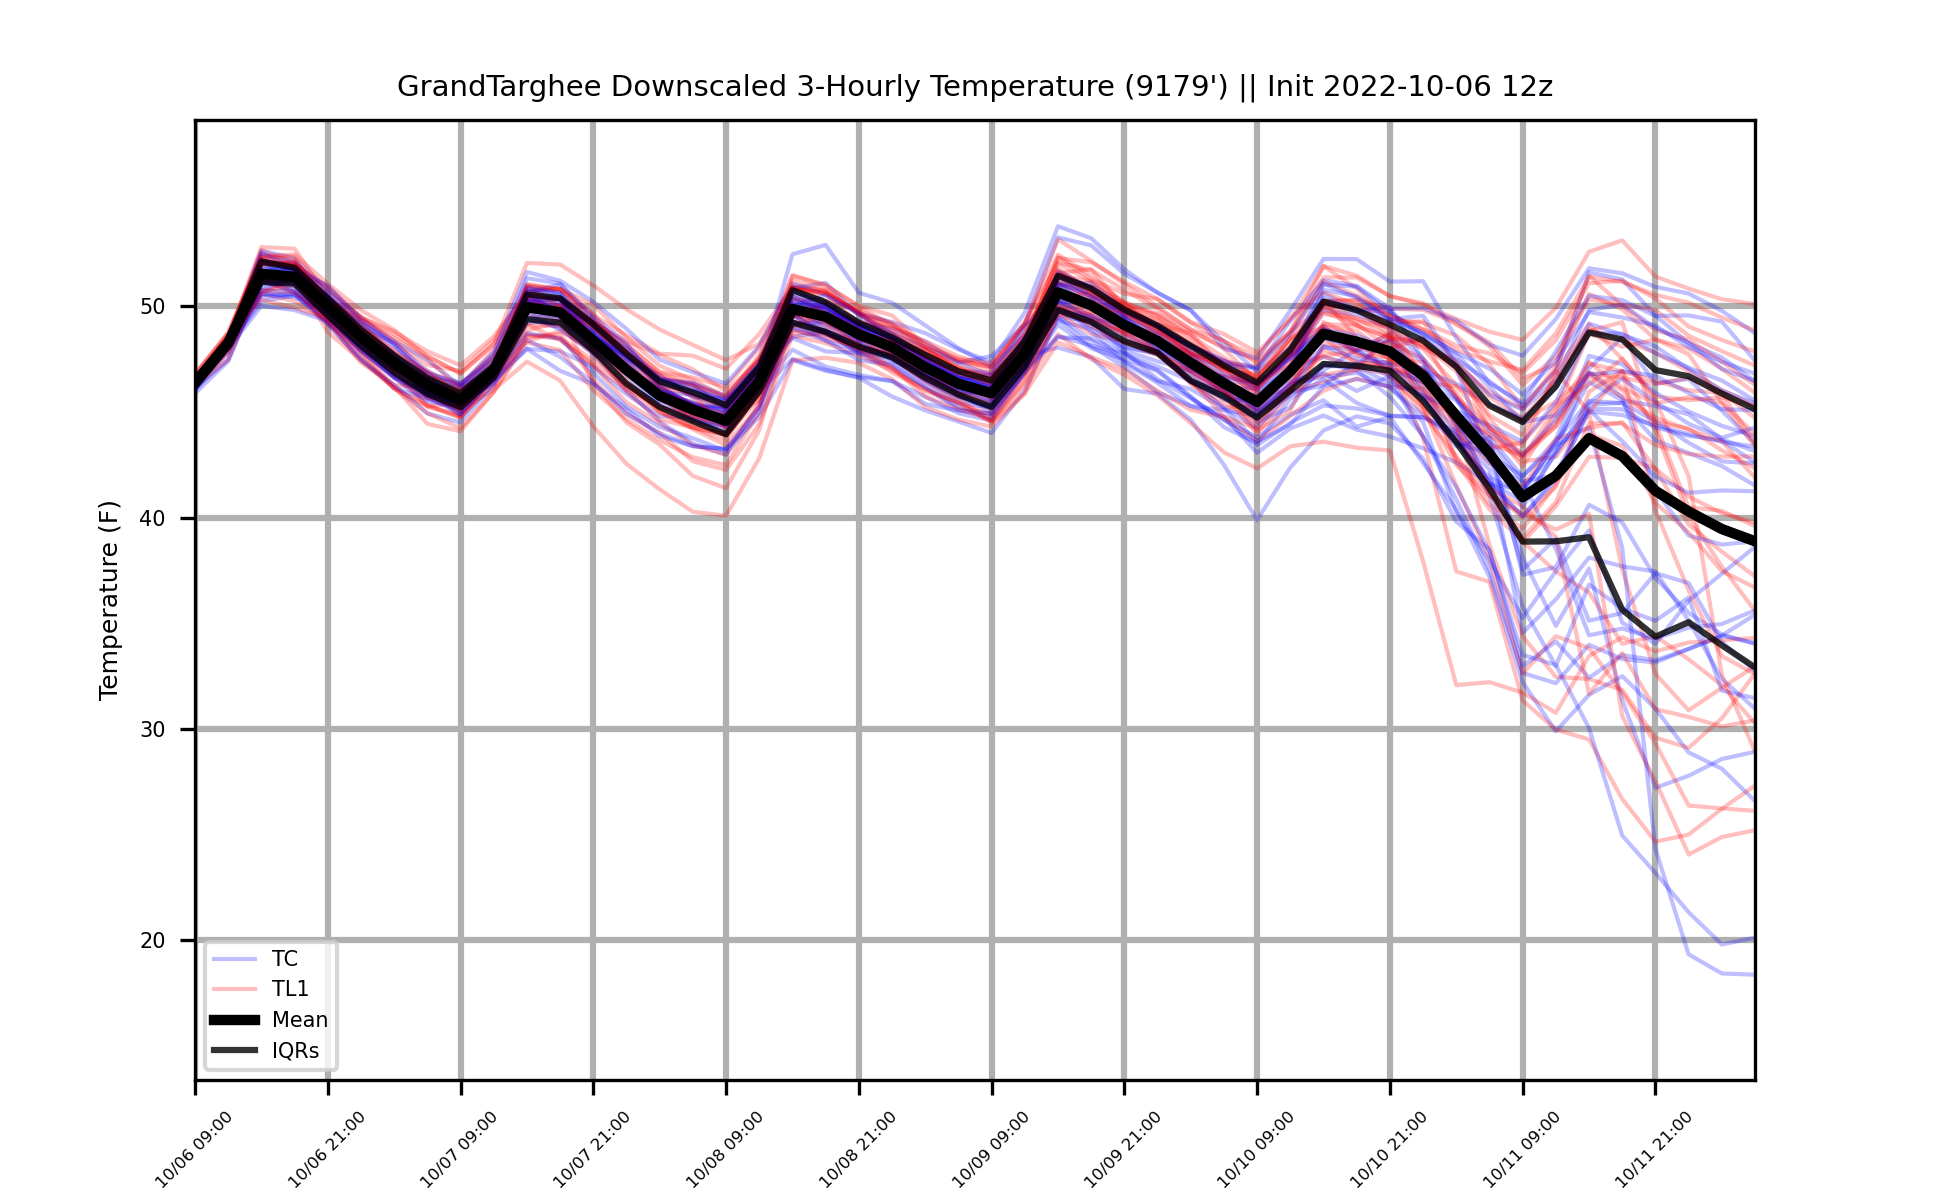 GrandTarghee Downscaled 3-Hourly Temperature (9179') || Init 2022-10-06 12z
Temperature (F)
50
40
30
20
TC
TL1
Mean
IQRs
10/06 09:00
10/06 21:00
10/07 09:00
10/07 21:00
10/08 09:00
10/08 21:00
10/09 09:00
10/09 21:00
10/10 09:00
10/10 21:00
10/11 09:00
10/11 21:00